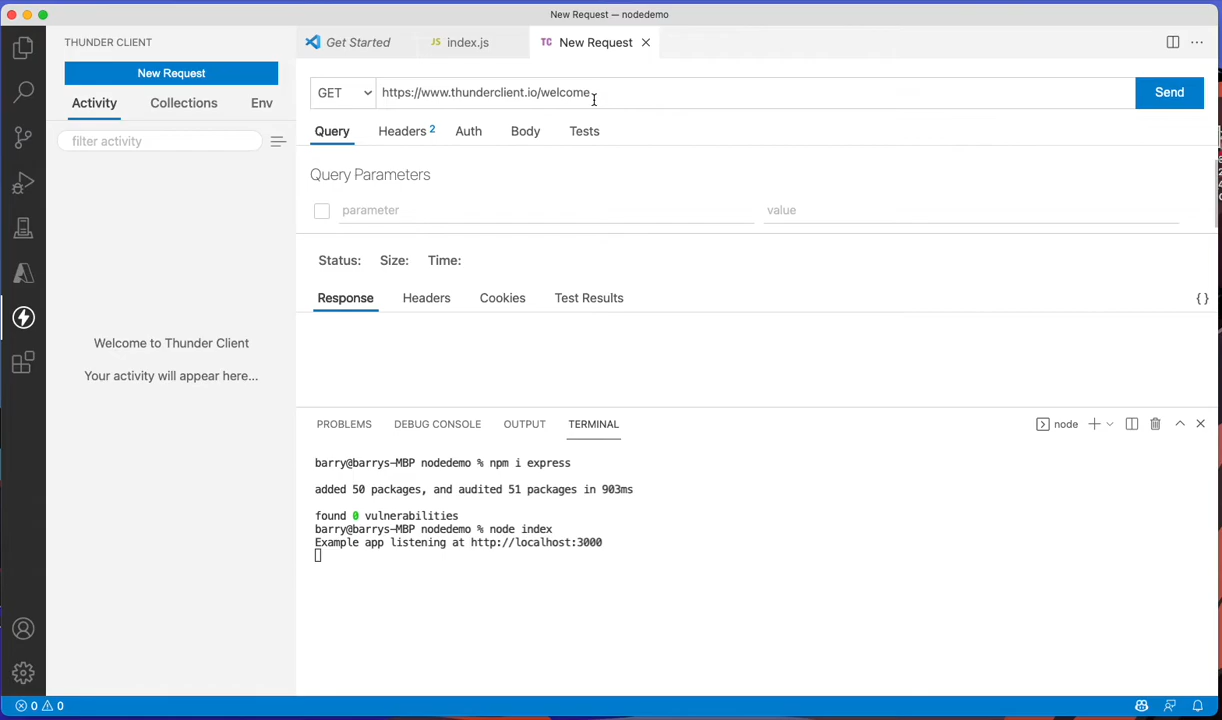 New Request — nodedemo
THUNDER CLIENT
Get Started
JS index.js
TC New Request
New Request
GET
https://www.thunderclient.io/welcome
Send
Activity
Collections
Env
Query
Headers 2
Auth
Body
Tests
filter activity
Query Parameters
parameter
value
Status:
Size:
Time:
Response
Headers
Cookies
Test Results
{}
Welcome to Thunder Client
Your activity will appear here...
PROBLEMS
DEBUG CONSOLE
OUTPUT
TERMINAL
node
barry@barrys-MBP nodedemo % npm i express
added 50 packages, and audited 51 packages in 903ms
found 0 vulnerabilities
barry@barrys-MBP nodedemo % node index
Example app listening at http://localhost:3000
0
0